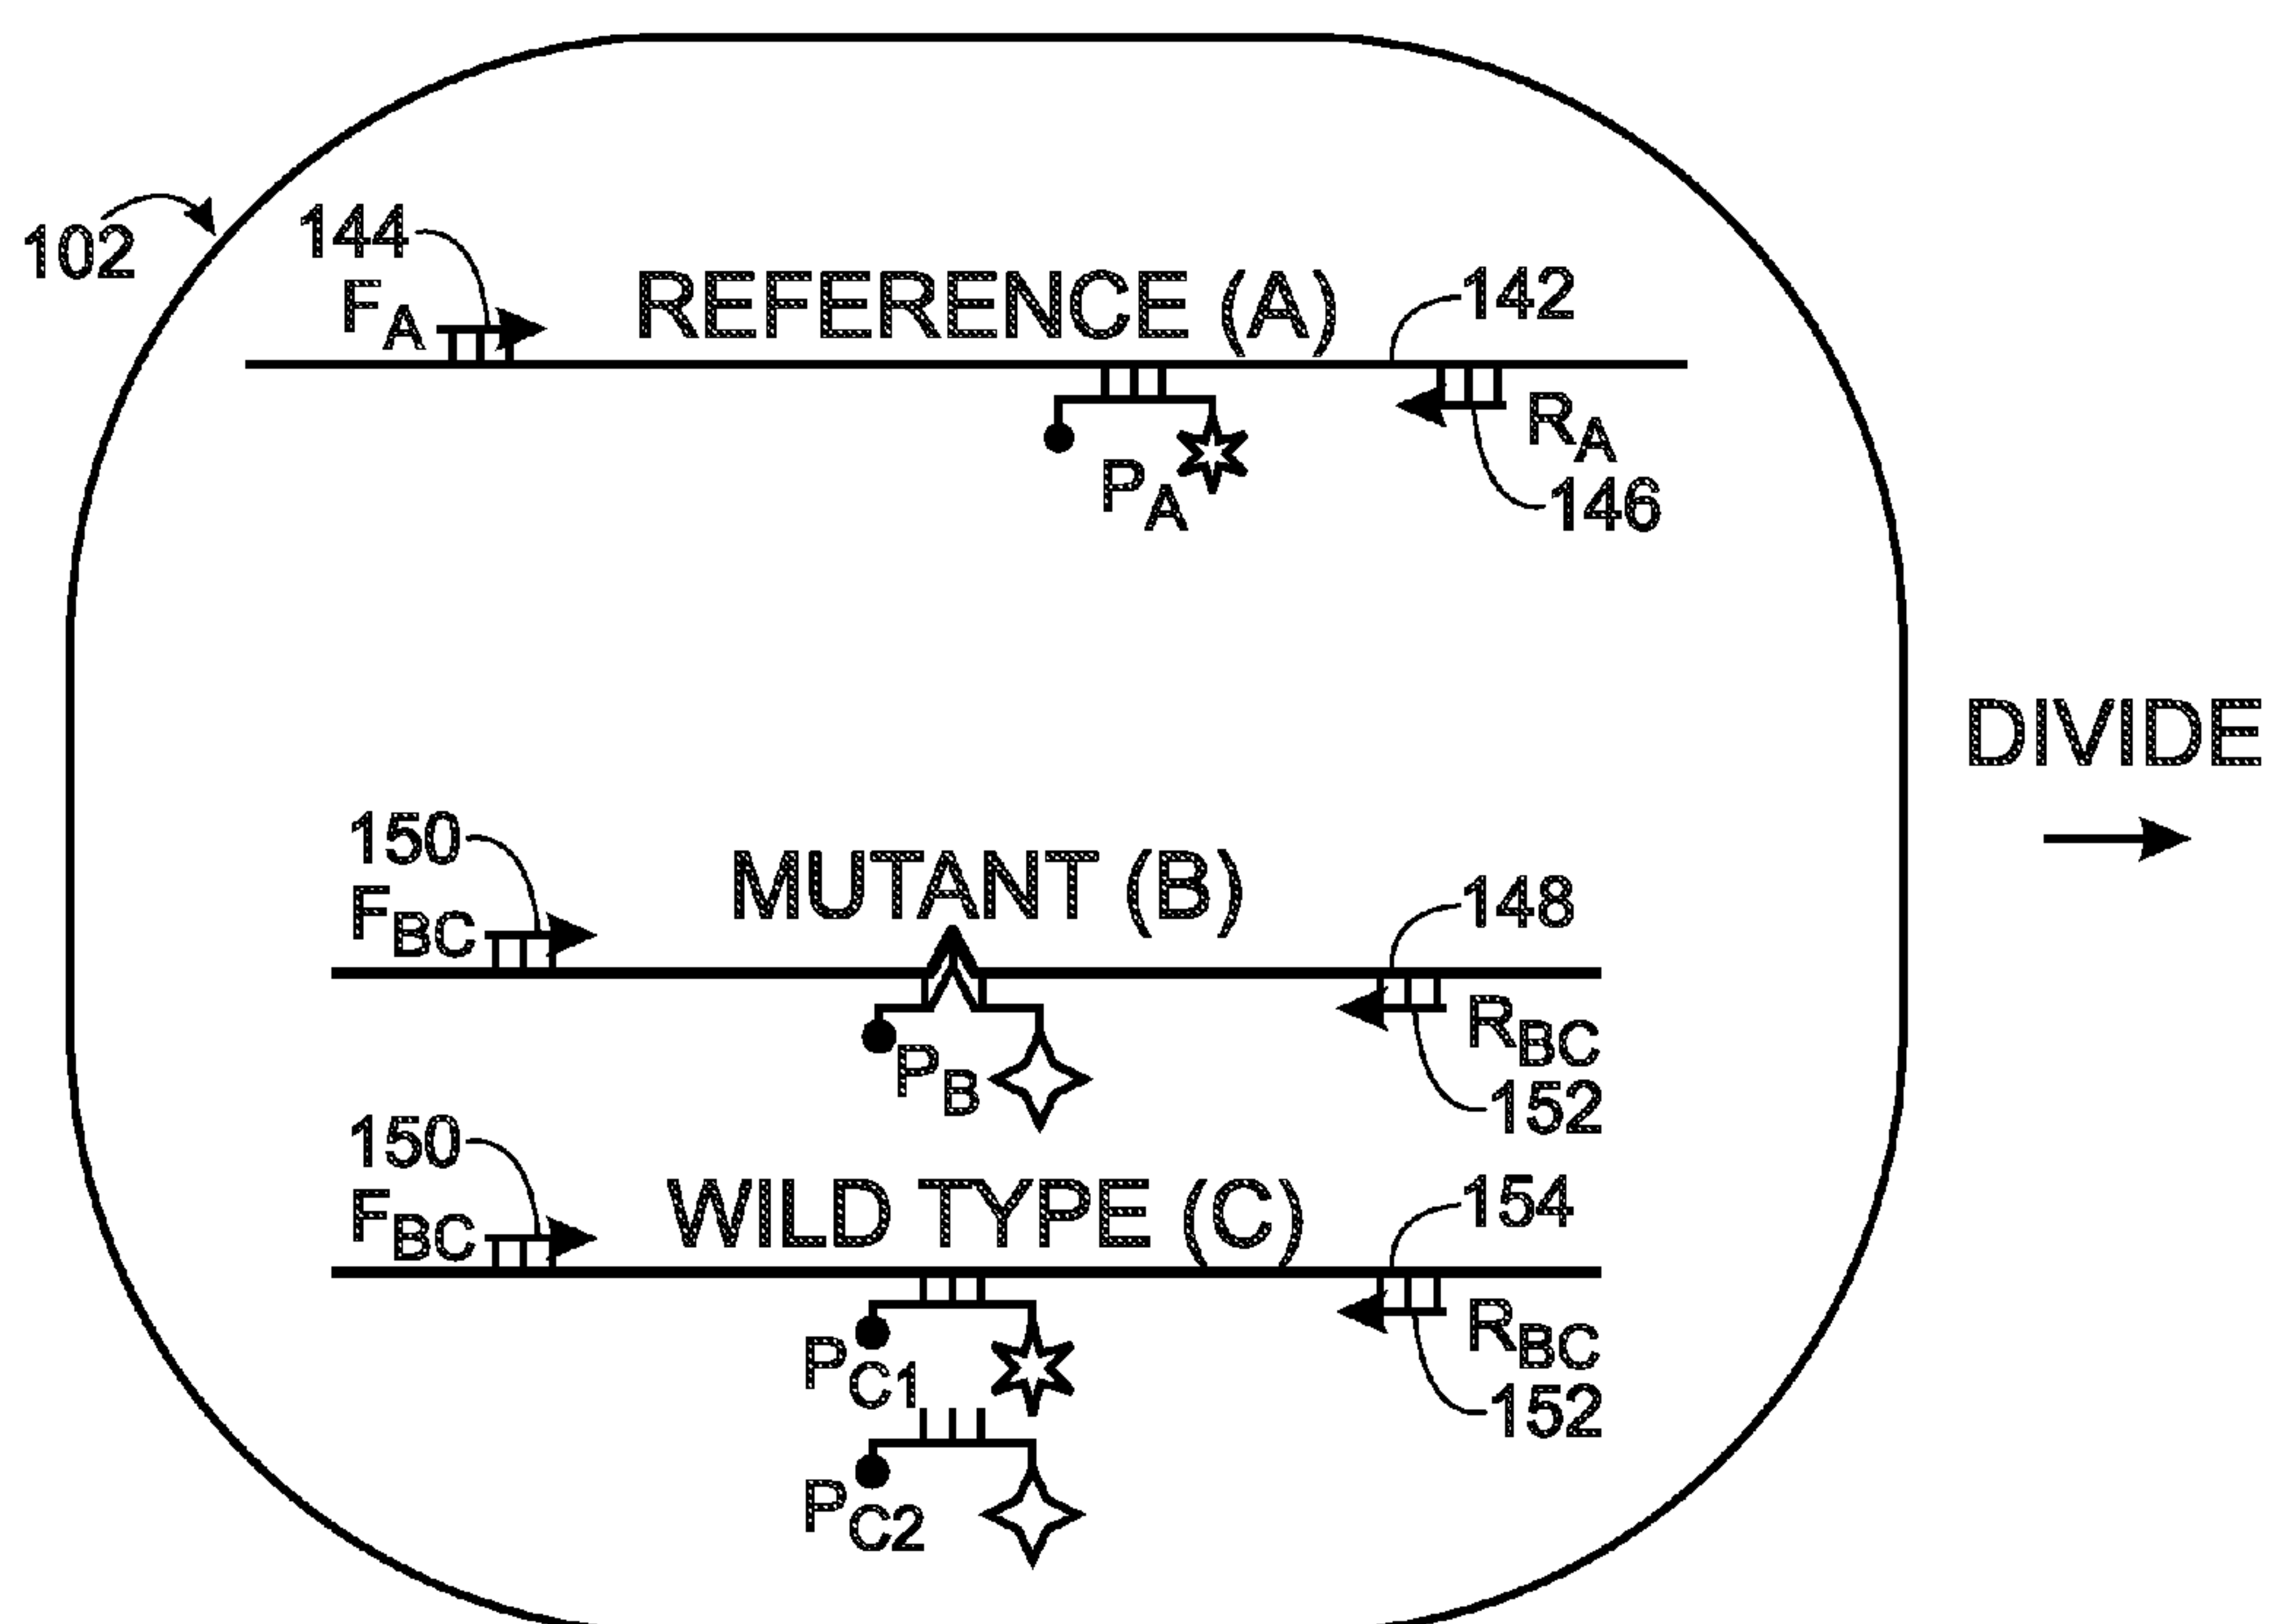 102
144
F_A
REFERENCE (A)
142
R_A
P_A
146
DIVIDE
150
F_BC
MUTANT (B)
148
R_BC
P_B
152
150
F_BC
WILD TYPE (C)
154
R_BC
P_C1
152
P_C2